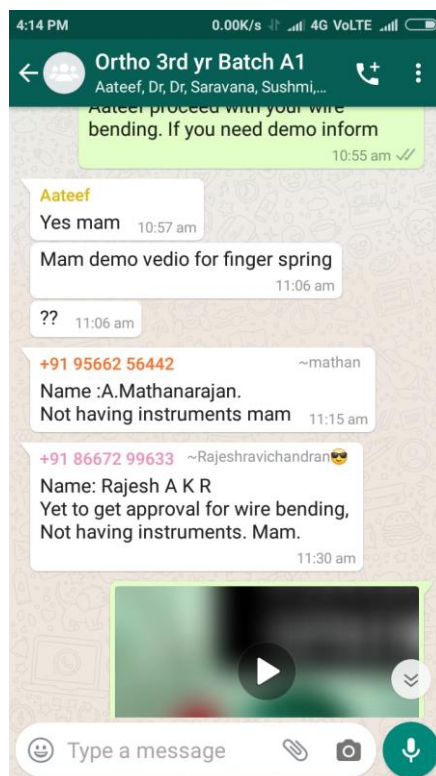 4:14 PM 0.00K/s 4G VoLTE
Ortho 3rd yr Batch A1
Aateef, Dr, Dr, Saravana, Sushmi,...
Aateef proceed with your wire
bending. If you need demo inform
10:55 am
Aateef
Yes mam 10:57 am
Mam demo vedio for finger spring
11:06 am
?? 11:06 am
+91 95662 56442 ~mathan
Name :A.Mathanarajan.
Not having instruments mam 11:15 am
+91 86672 99633 ~Rajeshravichandran😎
Name: Rajesh A K R
Yet to get approval for wire bending,
Not having instruments. Mam.
11:30 am
Type a message